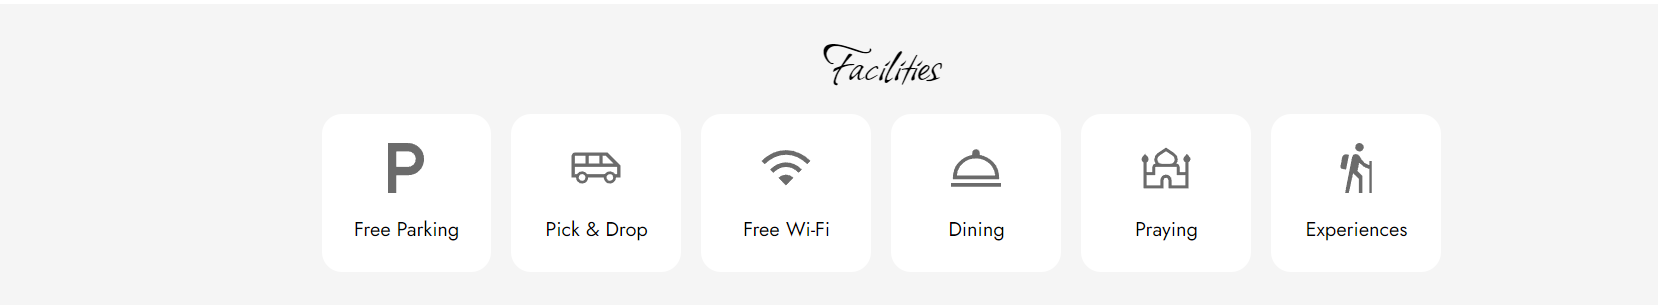 Facilities
Free Parking
Pick & Drop
Free Wi-Fi
Dining
Praying
Experiences